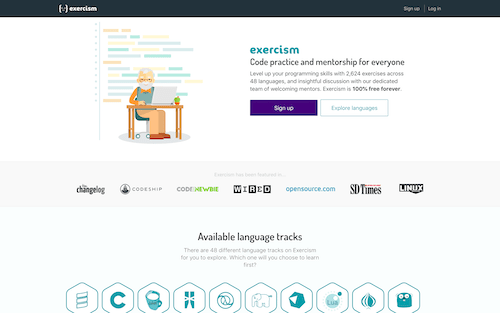 exercism
Sign up
Log in
exercism
Code practice and mentorship for everyone
Level up your programming skills with 2,624 exercises across
48 languages, and insightful discussion with our dedicated
team of welcoming mentors. Exercism is 100% free forever.
Sign up
Explore languages
Exercism has been featured in...
the changelog
CODESHIP
CODE NEWBIE
WIRED
opensource.com
SD Times
LINUX
Available language tracks
There are 48 different language tracks on Exercism
for you to explore. Which one will you choose to learn
first?
Lua